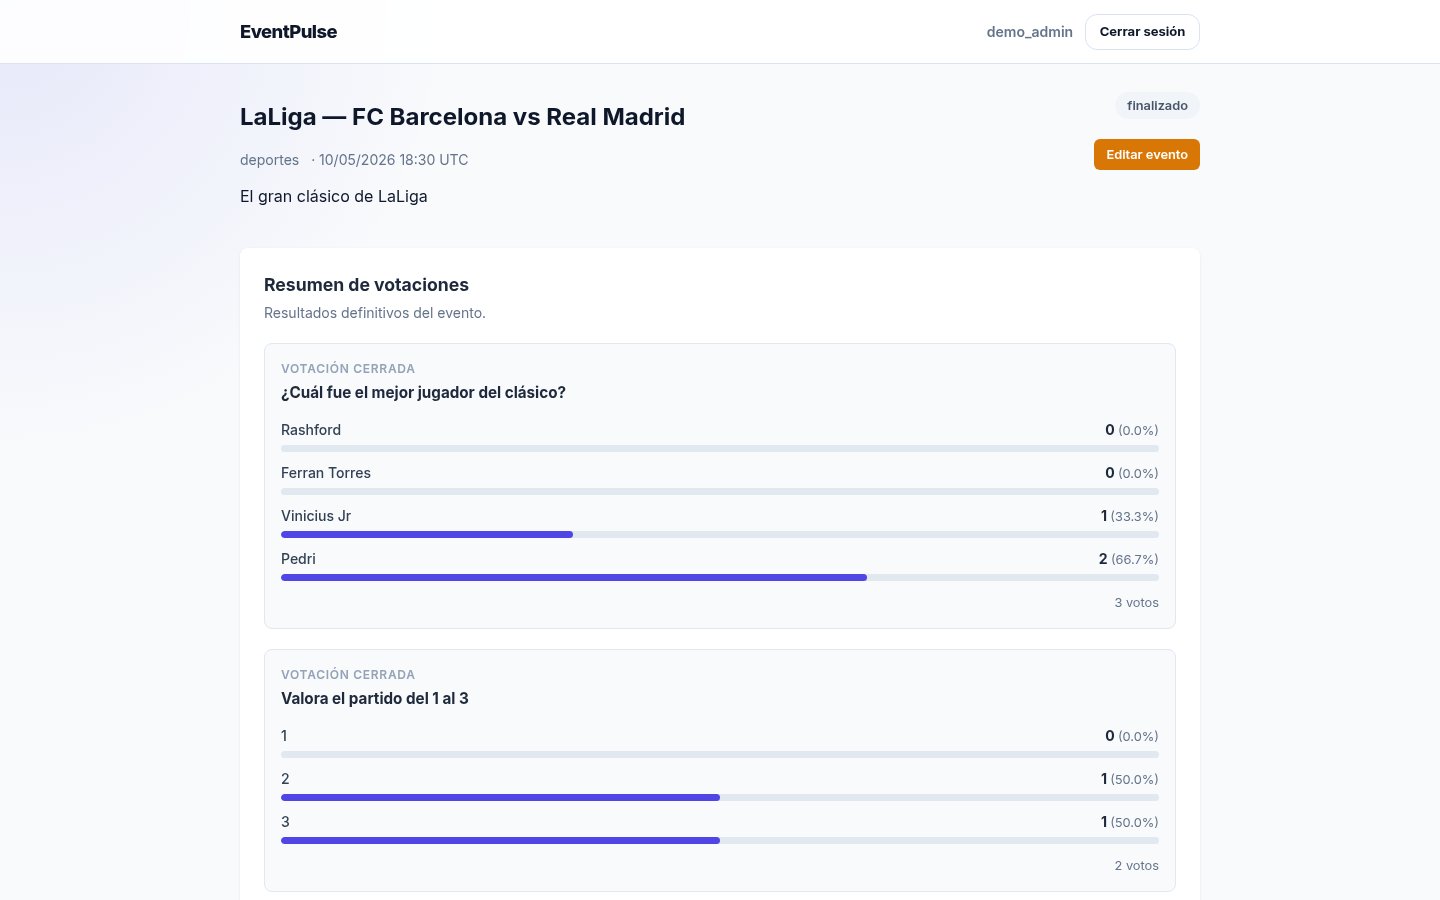 EventPulse
demo_admin
Cerrar sesión
LaLiga — FC Barcelona vs Real Madrid
finalizado
deportes · 10/05/2026 18:30 UTC
Editar evento
El gran clásico de LaLiga
Resumen de votaciones
Resultados definitivos del evento.
VOTACIÓN CERRADA
¿Cuál fue el mejor jugador del clásico?
Rashford 0 (0.0%)
Ferran Torres 0 (0.0%)
Vinicius Jr 1 (33.3%)
Pedri 2 (66.7%)
3 votos
VOTACIÓN CERRADA
Valora el partido del 1 al 3
1 0 (0.0%)
2 1 (50.0%)
3 1 (50.0%)
2 votos